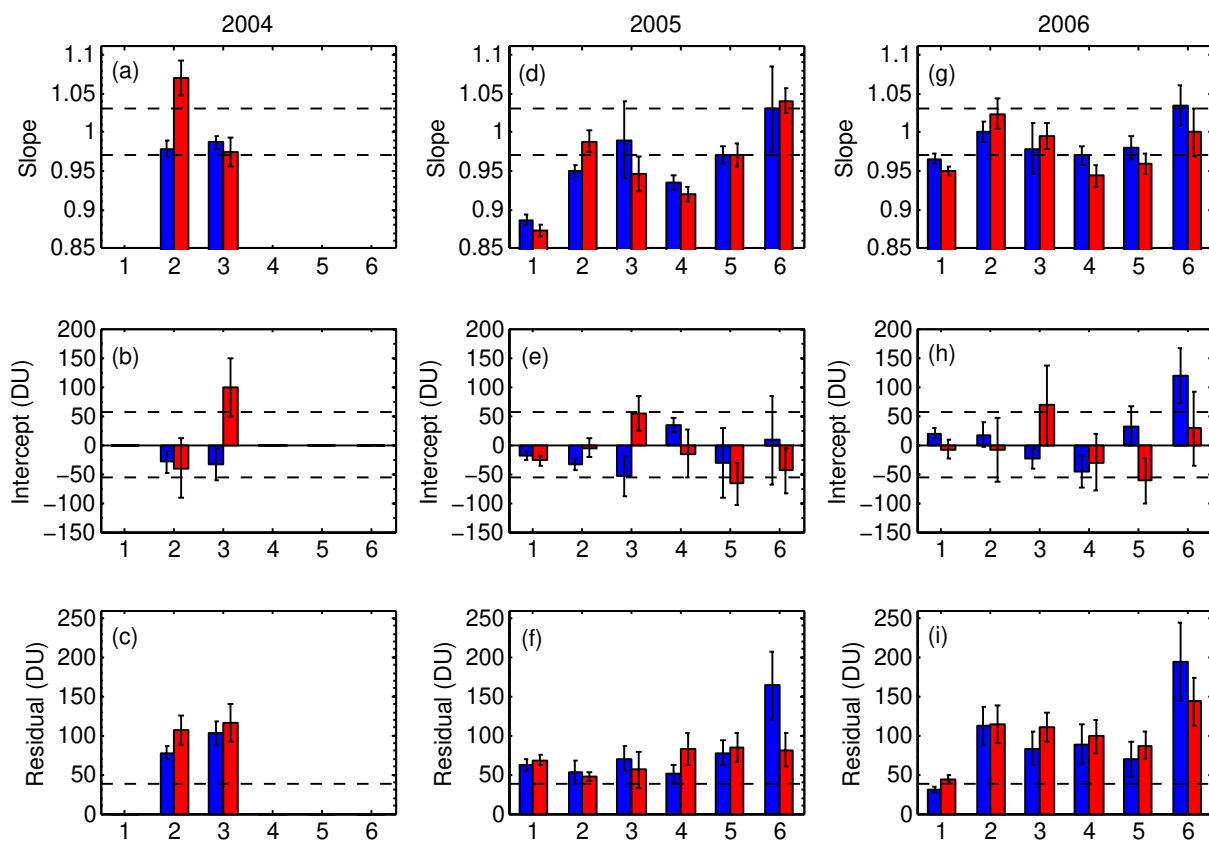 2004 2005 2006
(a) (d) (g)
Slope Slope Slope
1.1 1.1 1.1
1.05 1.05 1.05
1 1 1
0.95 0.95 0.95
0.9 0.9 0.9
0.85 0.85 0.85
1 2 3 4 5 6 1 2 3 4 5 6 1 2 3 4 5 6
(b) (e) (h)
Intercept (DU) Intercept (DU) Intercept (DU)
200 200 200
150 150 150
100 100 100
50 50 50
0 0 0
−50 −50 −50
−100 −100 −100
−150 −150 −150
1 2 3 4 5 6 1 2 3 4 5 6 1 2 3 4 5 6
(c) (f) (i)
Residual (DU) Residual (DU) Residual (DU)
250 250 250
200 200 200
150 150 150
100 100 100
50 50 50
0 0 0
1 2 3 4 5 6 1 2 3 4 5 6 1 2 3 4 5 6